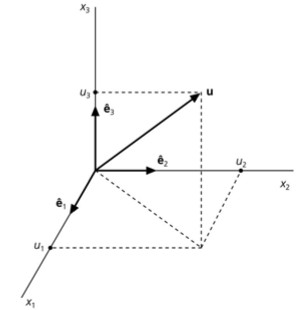 x₃
u₃
u
ê₃
ê₂
u₂
x₂
ê₁
u₁
x₁